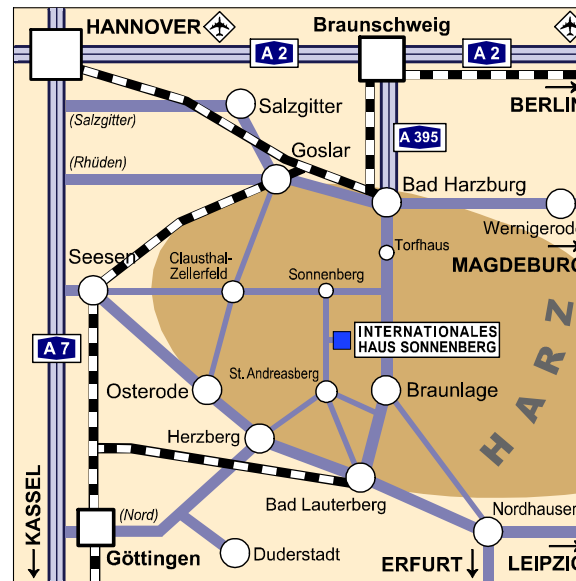 HANNOVER
Braunschweig
A 2
A 2
BERLIN
(Salzgitter)
Salzgitter
A 395
Goslar
(Rhüden)
Bad Harzburg
Wernigerode
Torfhaus
Seesen
Clausthal-
Zellerfeld
Sonnenberg
MAGDEBURG
HARZ
INTERNATIONALES
HAUS SONNENBERG
A 7
St. Andreasberg
Osterode
Braunlage
Herzberg
Bad Lauterberg
KASSEL
(Nord)
Nordhausen
Göttingen
Duderstadt
ERFURT
LEIPZIG